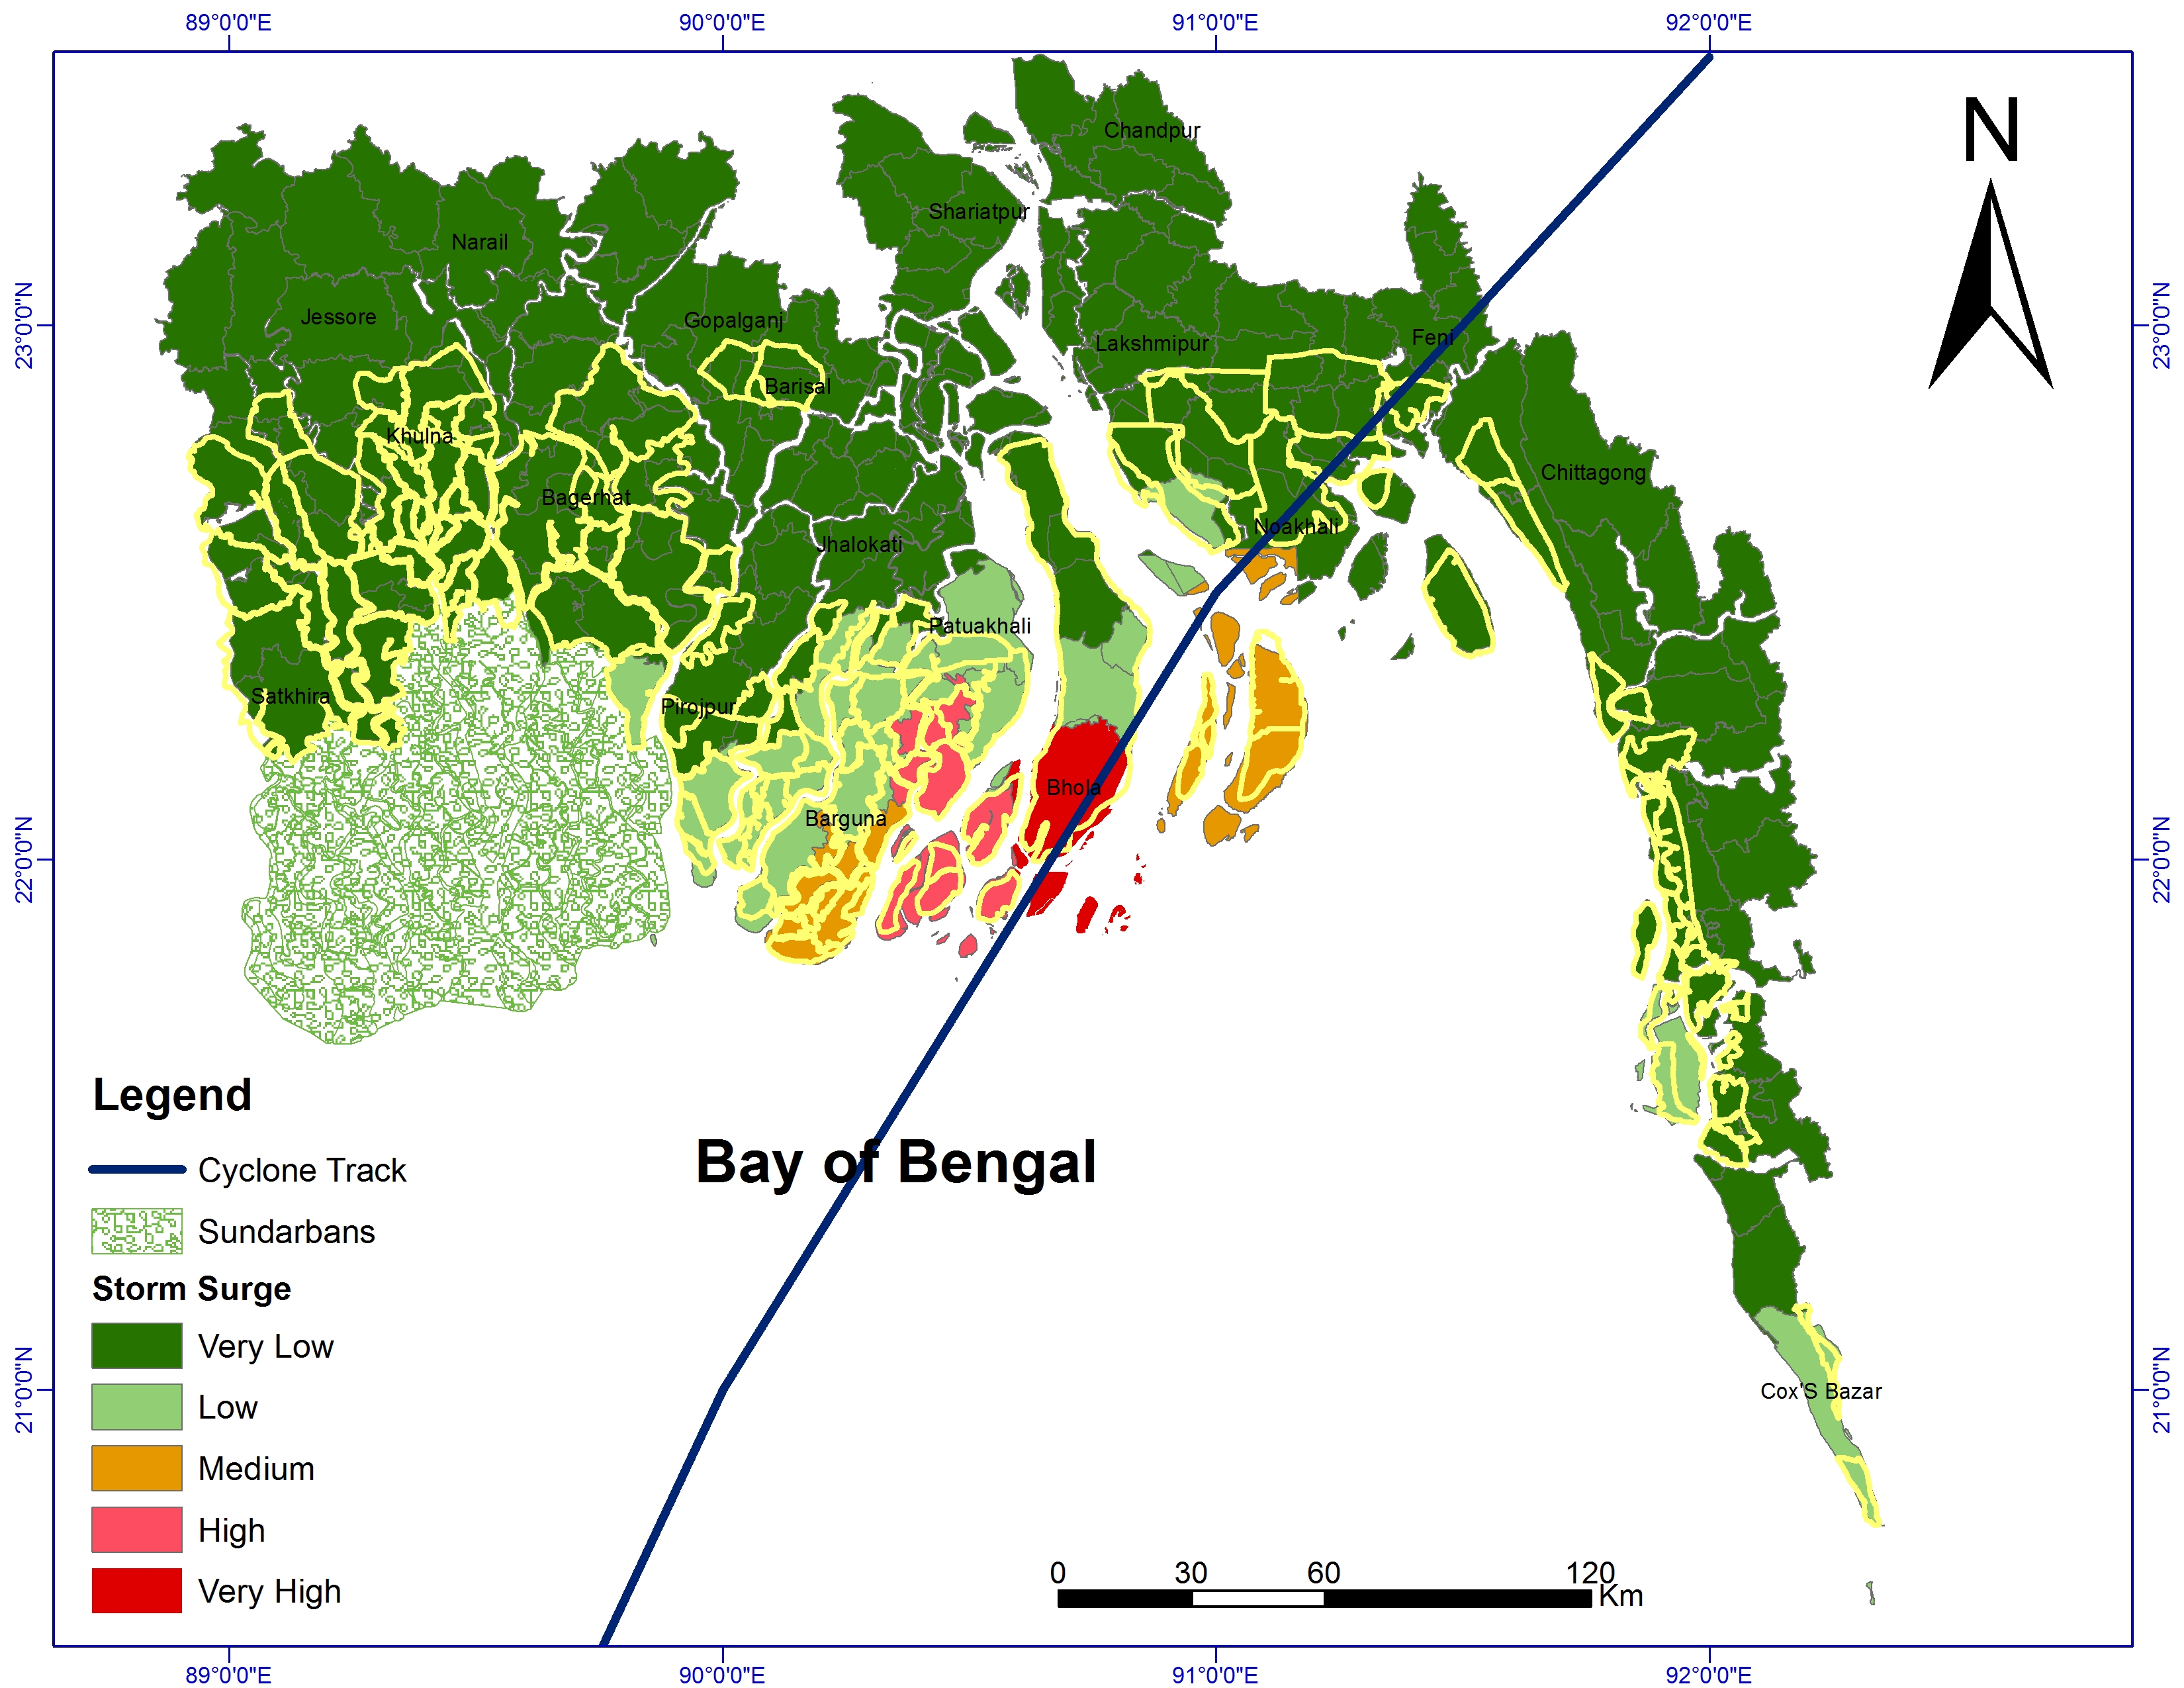 89°0'0"E
90°0'0"E
91°0'0"E
92°0'0"E
N
Chandpur
Shariatpur
Narail
23°0'0"N
Jessore
Gopalganj
Lakshmipur
Feni
23°0'0"N
Barisal
Khulna
Chittagong
Bagerhat
Noakhali
Jhalokati
Patuakhali
Satkhira
Pirojpur
Bhola
Barguna
22°0'0"N
22°0'0"N
Legend
Bay of Bengal
Cyclone Track
Sundarbans
Storm Surge
Very Low
21°0'0"N
Cox'S Bazar
21°0'0"N
Low
Medium
High
Very High
0 30 60 120
Km
89°0'0"E
90°0'0"E
91°0'0"E
92°0'0"E